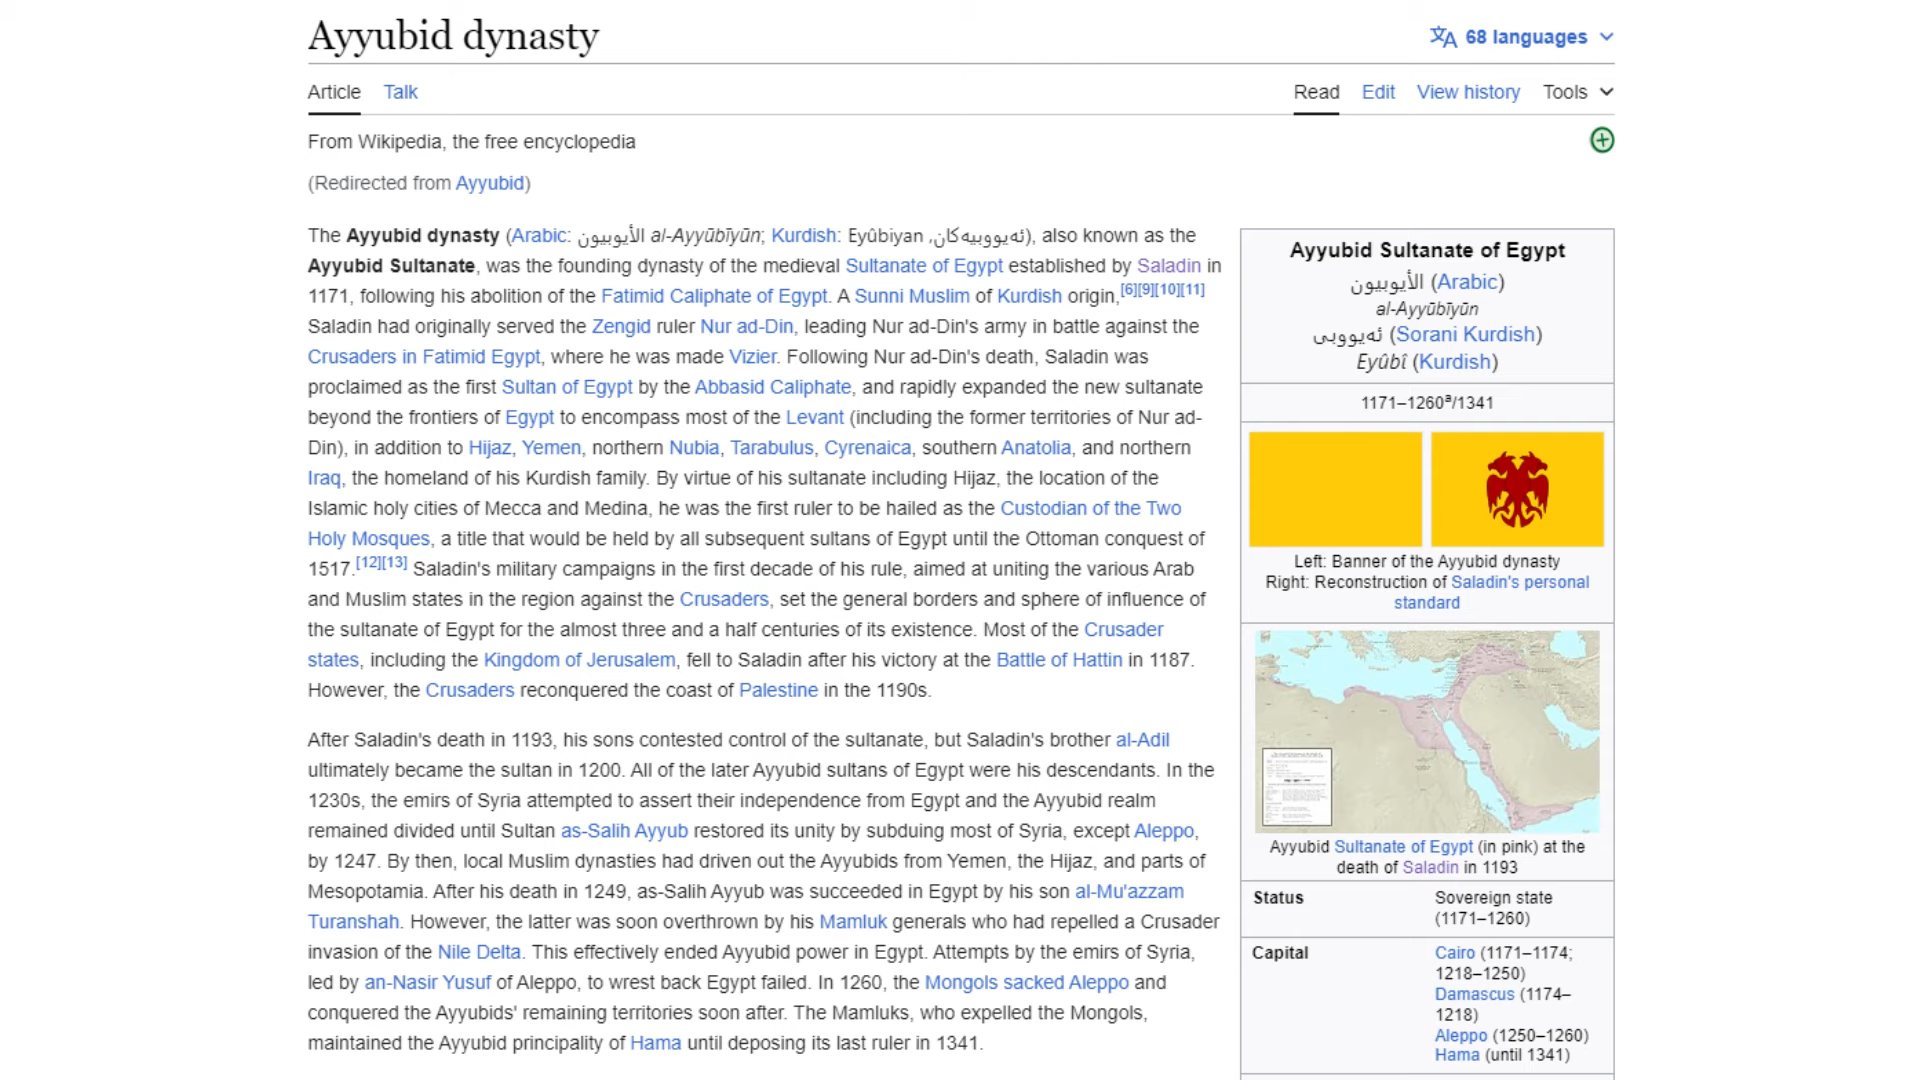 Ayyubid dynasty
68 languages
Article Talk
Read Edit View history Tools
From Wikipedia, the free encyclopedia
(Redirected from Ayyubid)
The Ayyubid dynasty (Arabic: الأيوبيون al-Ayyūbīyūn; Kurdish: Eyûbiyan ,ئەیووبیەکان), also known as the
Ayyubid Sultanate, was the founding dynasty of the medieval Sultanate of Egypt established by Saladin in
1171, following his abolition of the Fatimid Caliphate of Egypt. A Sunni Muslim of Kurdish origin,[6][9][10][11]
Saladin had originally served the Zengid ruler Nur ad-Din, leading Nur ad-Din's army in battle against the
Crusaders in Fatimid Egypt, where he was made Vizier. Following Nur ad-Din's death, Saladin was
proclaimed as the first Sultan of Egypt by the Abbasid Caliphate, and rapidly expanded the new sultanate
beyond the frontiers of Egypt to encompass most of the Levant (including the former territories of Nur ad-
Din), in addition to Hijaz, Yemen, northern Nubia, Tarabulus, Cyrenaica, southern Anatolia, and northern
Iraq, the homeland of his Kurdish family. By virtue of his sultanate including Hijaz, the location of the
Islamic holy cities of Mecca and Medina, he was the first ruler to be hailed as the Custodian of the Two
Holy Mosques, a title that would be held by all subsequent sultans of Egypt until the Ottoman conquest of
1517.[12][13] Saladin's military campaigns in the first decade of his rule, aimed at uniting the various Arab
and Muslim states in the region against the Crusaders, set the general borders and sphere of influence of
the sultanate of Egypt for the almost three and a half centuries of its existence. Most of the Crusader
states, including the Kingdom of Jerusalem, fell to Saladin after his victory at the Battle of Hattin in 1187.
However, the Crusaders reconquered the coast of Palestine in the 1190s.
After Saladin's death in 1193, his sons contested control of the sultanate, but Saladin's brother al-Adil
ultimately became the sultan in 1200. All of the later Ayyubid sultans of Egypt were his descendants. In the
1230s, the emirs of Syria attempted to assert their independence from Egypt and the Ayyubid realm
remained divided until Sultan as-Salih Ayyub restored its unity by subduing most of Syria, except Aleppo,
by 1247. By then, local Muslim dynasties had driven out the Ayyubids from Yemen, the Hijaz, and parts of
Mesopotamia. After his death in 1249, as-Salih Ayyub was succeeded in Egypt by his son al-Mu'azzam
Turanshah. However, the latter was soon overthrown by his Mamluk generals who had repelled a Crusader
invasion of the Nile Delta. This effectively ended Ayyubid power in Egypt. Attempts by the emirs of Syria,
led by an-Nasir Yusuf of Aleppo, to wrest back Egypt failed. In 1260, the Mongols sacked Aleppo and
conquered the Ayyubids' remaining territories soon after. The Mamluks, who expelled the Mongols,
maintained the Ayyubid principality of Hama until deposing its last ruler in 1341.
Ayyubid Sultanate of Egypt
الأيوبيون (Arabic)
al-Ayyūbīyūn
ئەیووبی (Sorani Kurdish)
Eyûbî (Kurdish)
1171–1260ª/1341
Left: Banner of the Ayyubid dynasty
Right: Reconstruction of Saladin's personal
standard
Ayyubid Sultanate of Egypt (in pink) at the
death of Saladin in 1193
Status Sovereign state
(1171–1260)
Capital Cairo (1171–1174;
1218–1250)
Damascus (1174–
1218)
Aleppo (1250–1260)
Hama (until 1341)